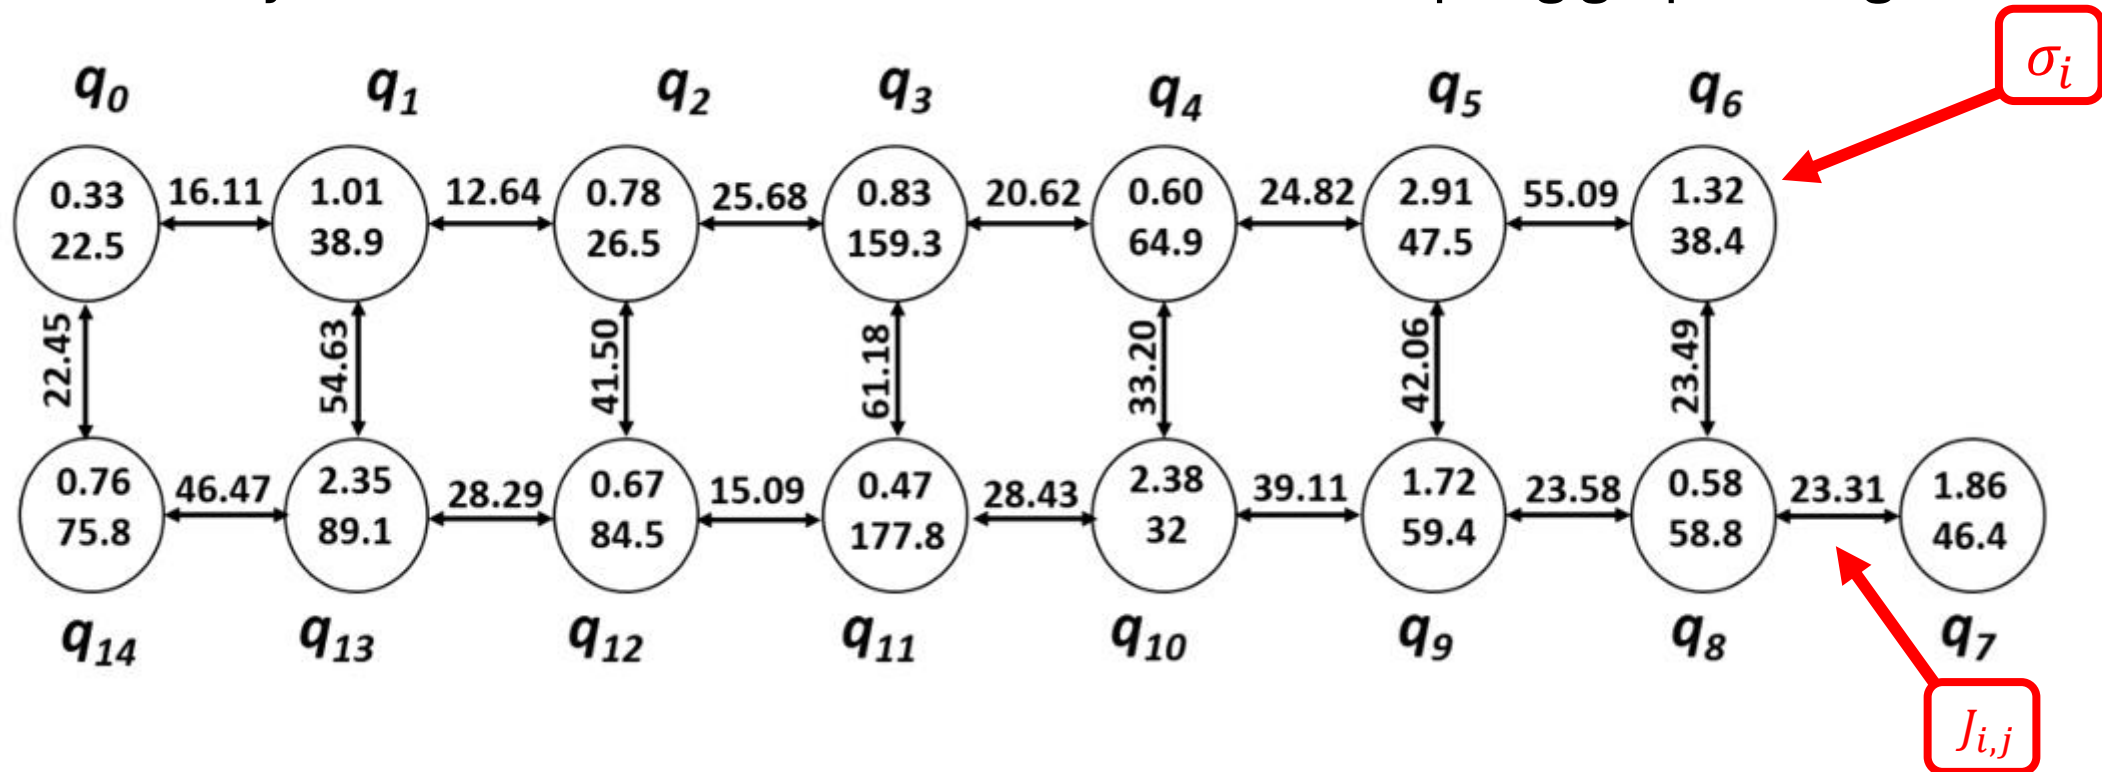 σᵢ
q₀ q₁ q₂ q₃ q₄ q₅ q₆
0.33 16.11 1.01 12.64 0.78 25.68 0.83 20.62 0.60 24.82 2.91 55.09 1.32
22.5 38.9 26.5 159.3 64.9 47.5 38.4
22.45 54.63 41.50 61.18 33.20 42.06 23.49
0.76 46.47 2.35 28.29 0.67 15.09 0.47 28.43 2.38 39.11 1.72 23.58 0.58 23.31 1.86
75.8 89.1 84.5 177.8 32 59.4 58.8 46.4
q₁₄ q₁₃ q₁₂ q₁₁ q₁₀ q₉ q₈ q₇
Jᵢ,ⱼ